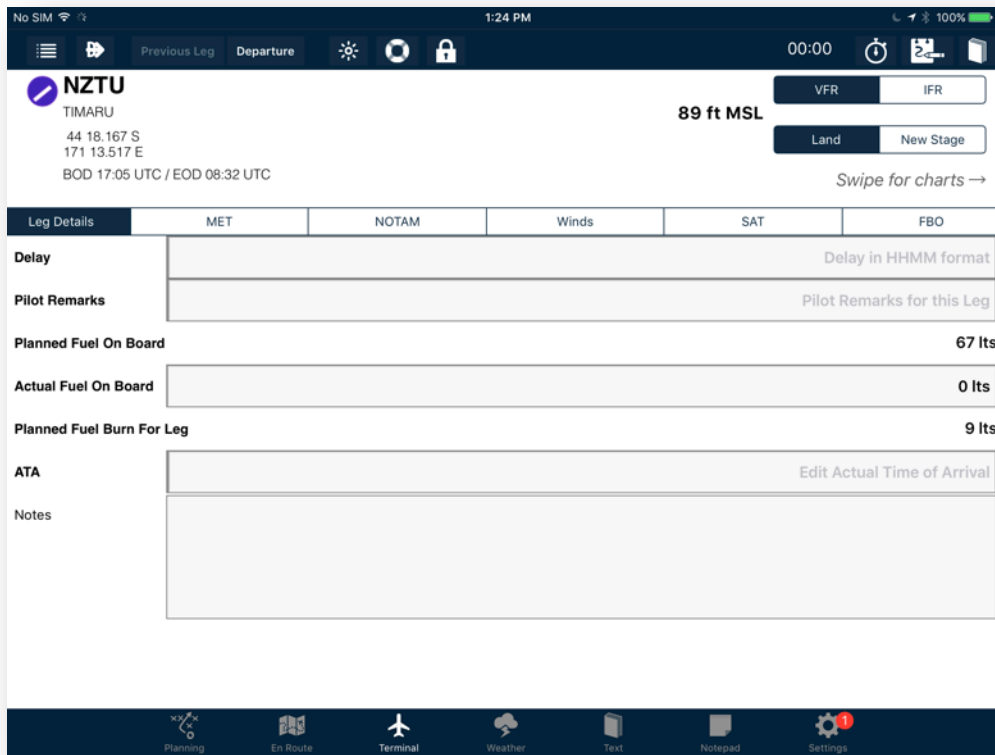 No SIM 1:24 PM 100%
Previous Leg Departure 00:00
NZTU VFR IFR
TIMARU 89 ft MSL
44 18.167 S Land New Stage
171 13.517 E
BOD 17:05 UTC / EOD 08:32 UTC Swipe for charts →
Leg Details MET NOTAM Winds SAT FBO
Delay Delay in HHMM format
Pilot Remarks Pilot Remarks for this Leg
Planned Fuel On Board 67 lts
Actual Fuel On Board 0 lts
Planned Fuel Burn For Leg 9 lts
ATA Edit Actual Time of Arrival
Notes
1
Planning En Route Terminal Weather Text Notepad Settings